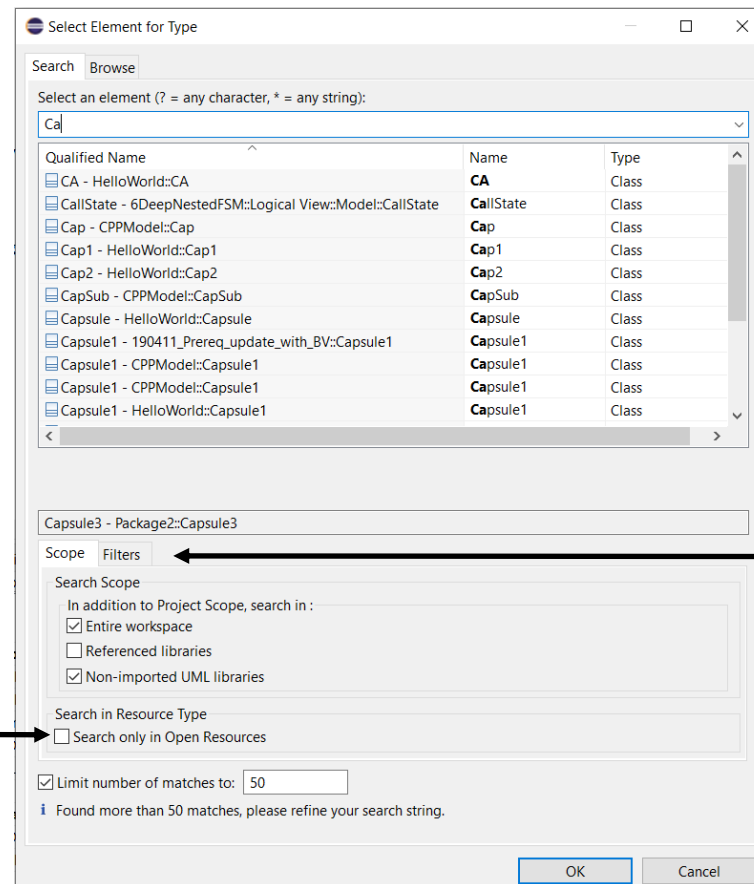 Select Element for Type
Search Browse
Select an element (? = any character, * = any string):
Ca
Qualified Name Name Type
CA - HelloWorld::CA CA Class
CallState - 6DeepNestedFSM::Logical View::Model::CallState CallState Class
Cap - CPPModel::Cap Cap Class
Cap1 - HelloWorld::Cap1 Cap1 Class
Cap2 - HelloWorld::Cap2 Cap2 Class
CapSub - CPPModel::CapSub CapSub Class
Capsule - HelloWorld::Capsule Capsule Class
Capsule1 - 190411_Prereq_update_with_BV::Capsule1 Capsule1 Class
Capsule1 - CPPModel::Capsule1 Capsule1 Class
Capsule1 - CPPModel::Capsule1 Capsule1 Class
Capsule1 - HelloWorld::Capsule1 Capsule1 Class
Capsule3 - Package2::Capsule3
Scope Filters
Search Scope
In addition to Project Scope, search in :
Entire workspace
Referenced libraries
Non-imported UML libraries
Search in Resource Type
Search only in Open Resources
Limit number of matches to: 50
Found more than 50 matches, please refine your search string.
OK Cancel